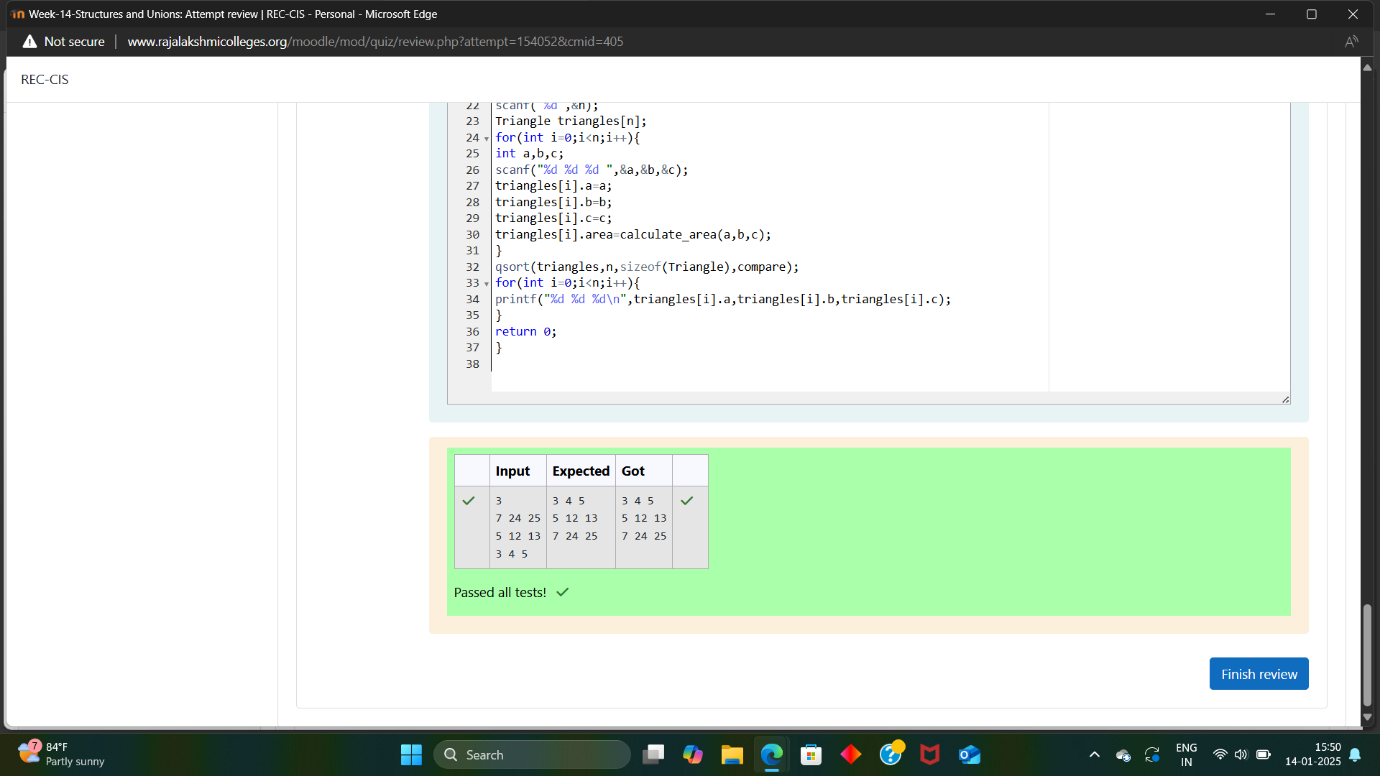 Week-14-Structures and Unions: Attempt review | REC-CIS - Personal - Microsoft Edge
Not secure | www.rajalakshmicolleges.org/moodle/mod/quiz/review.php?attempt=154052&cmid=405
REC-CIS
22 scanf("%d",&n);
23 Triangle triangles[n];
24 for(int i=0;i<n;i++){
25 int a,b,c;
26 scanf("%d %d %d ",&a,&b,&c);
27 triangles[i].a=a;
28 triangles[i].b=b;
29 triangles[i].c=c;
30 triangles[i].area=calculate_area(a,b,c);
31 }
32 qsort(triangles,n,sizeof(Triangle),compare);
33 for(int i=0;i<n;i++){
34 printf("%d %d %d\n",triangles[i].a,triangles[i].b,triangles[i].c);
35 }
36 return 0;
37 }
38
Input Expected Got
3 3 4 5 3 4 5
7 24 25 5 12 13 5 12 13
5 12 13 7 24 25 7 24 25
3 4 5
Passed all tests!
Finish review
7 84°F
Partly sunny
Search
ENG
IN
15:50
14-01-2025